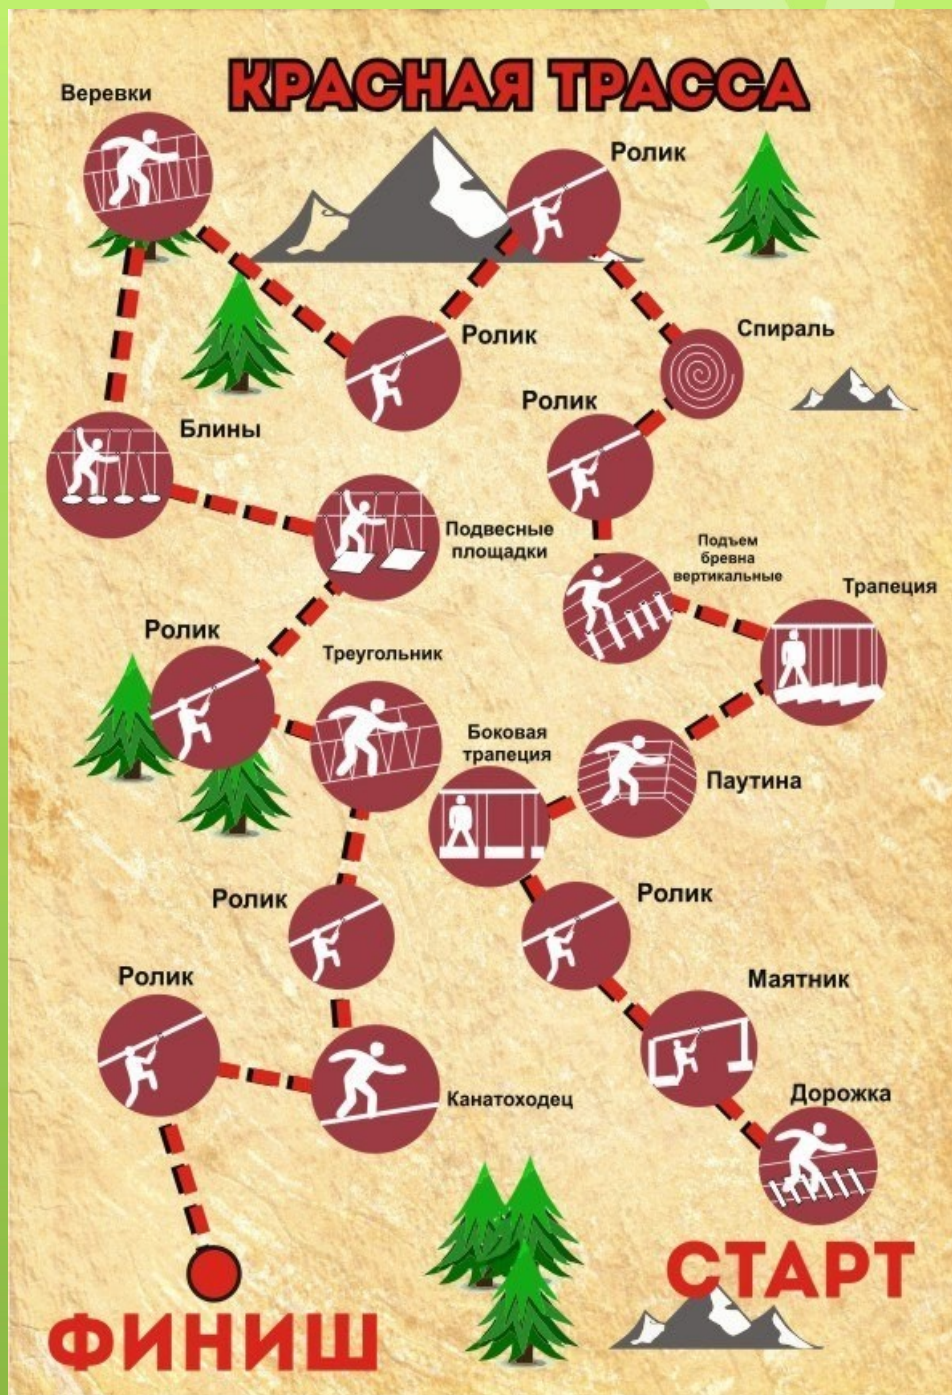 КРАСНАЯ ТРАССА
Веревки
Ролик
Спираль
Ролик
Ролик
Блины
Подвесные
площадки
Подъем
бревна
вертикальные
Трапеция
Ролик
Треугольник
Боковая
трапеция
Паутина
Ролик
Ролик
Ролик
Маятник
Канатоходец
Дорожка
СТАРТ
ФИНИШ